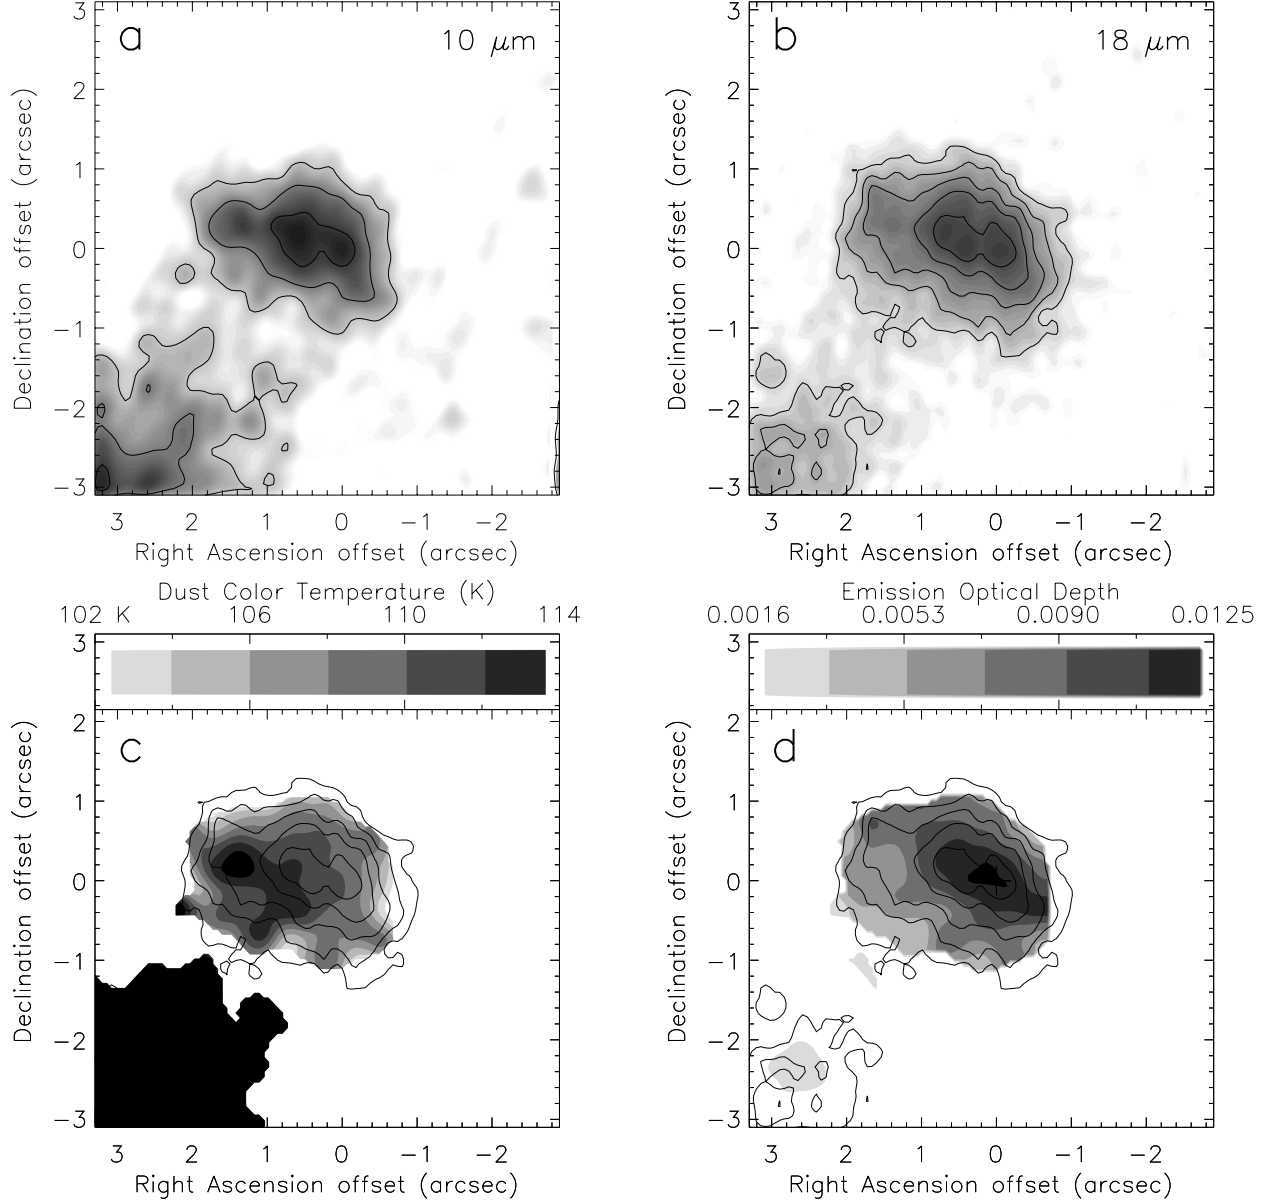 a
10 μm
3
2
1
0
−1
−2
−3
Declination offset (arcsec)
3 2 1 0 −1 −2
Right Ascension offset (arcsec)
b
18 μm
3
2
1
0
−1
−2
−3
Declination offset (arcsec)
3 2 1 0 −1 −2
Right Ascension offset (arcsec)
Dust Color Temperature (K)
102 K 106 110 114
c
3
2
1
0
−1
−2
−3
Declination offset (arcsec)
3 2 1 0 −1 −2
Right Ascension offset (arcsec)
Emission Optical Depth
0.0016 0.0053 0.0090 0.0125
d
3
2
1
0
−1
−2
−3
Declination offset (arcsec)
3 2 1 0 −1 −2
Right Ascension offset (arcsec)